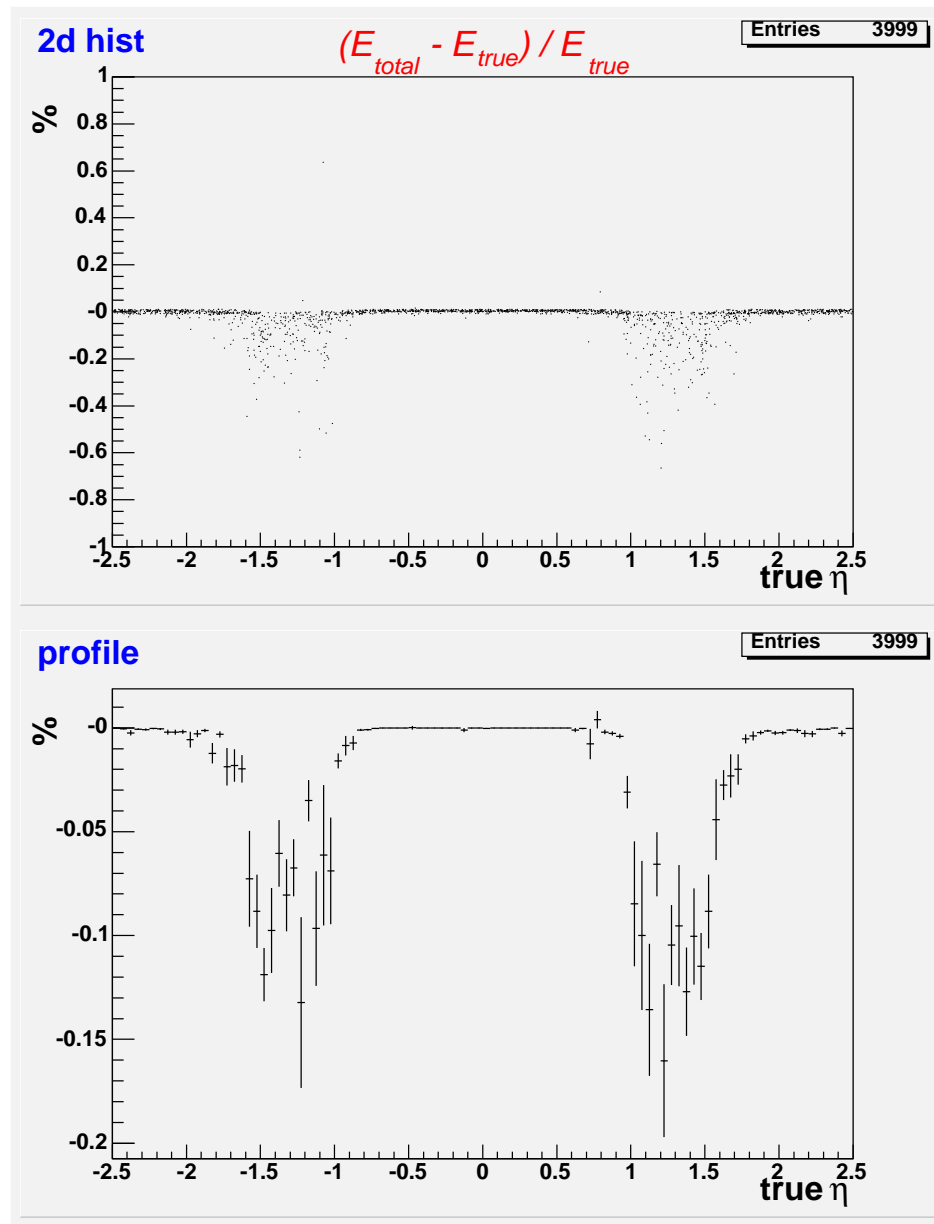 2d hist
(E_total - E_true) / E_true
Entries 3999
%
1
0.8
0.6
0.4
0.2
-0
-0.2
-0.4
-0.6
-0.8
-1
-2.5 -2 -1.5 -1 -0.5 0 0.5 1 1.5 2 2.5
true η
profile
Entries 3999
%
-0
-0.05
-0.1
-0.15
-0.2
-2.5 -2 -1.5 -1 -0.5 0 0.5 1 1.5 2 2.5
true η